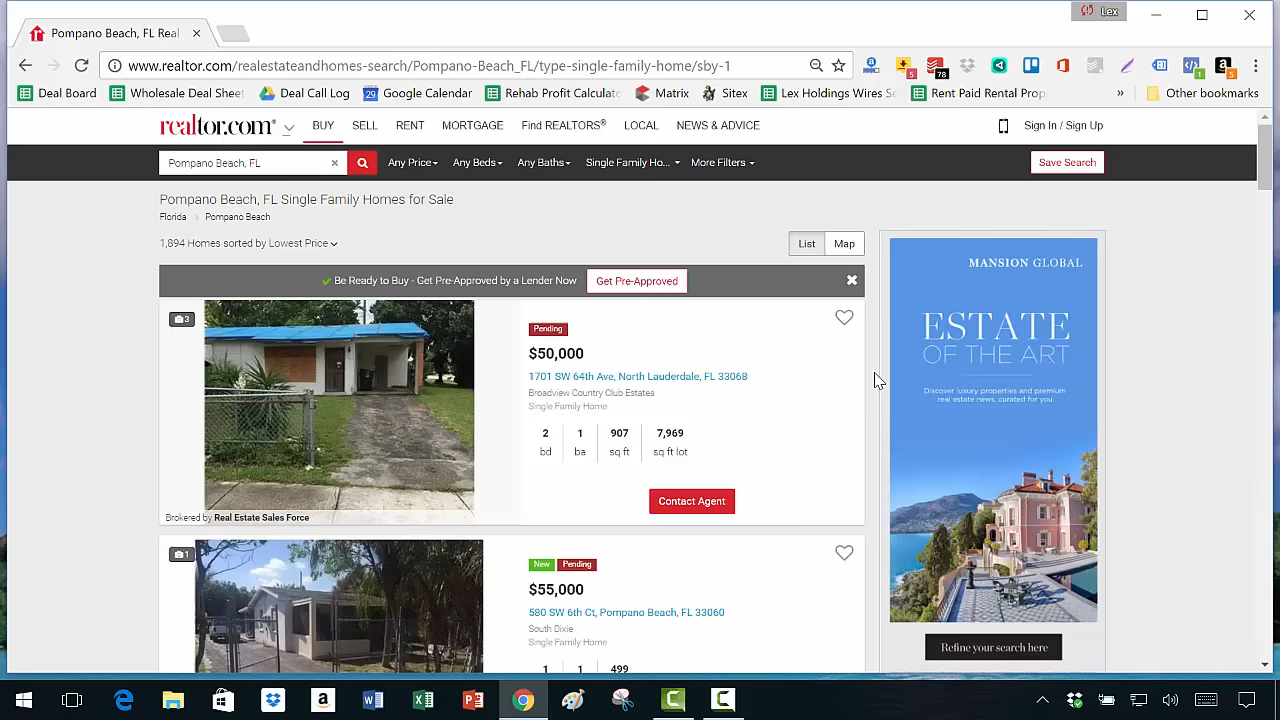 Lex
Pompano Beach, FL Real
www.realtor.com/realestateandhomes-search/Pompano-Beach_FL/type-single-family-home/sby-1
5
78
1
5
Deal Board
Wholesale Deal Sheet
Deal Call Log
29 Google Calendar
Rehab Profit Calculato
Matrix
Sitex
Lex Holdings Wires S
Rent Paid Rental Prop
» Other bookmarks
realtor.com®
BUY
SELL
RENT
MORTGAGE
Find REALTORS®
LOCAL
NEWS & ADVICE
Sign In / Sign Up
Pompano Beach, FL
Any Price
Any Beds
Any Baths
Single Family Ho...
More Filters
Save Search
Pompano Beach, FL Single Family Homes for Sale
Florida > Pompano Beach
1,894 Homes sorted by Lowest Price
List
Map
Be Ready to Buy - Get Pre-Approved by a Lender Now
Get Pre-Approved
3
Pending
$50,000
1701 SW 64th Ave, North Lauderdale, FL 33068
Broadview Country Club Estates
Single Family Home
2 1 907 7,969
bd ba sq ft sq ft lot
Contact Agent
Brokered by Real Estate Sales Force
1
New Pending
$55,000
580 SW 6th Ct, Pompano Beach, FL 33060
South Dixie
Single Family Home
1 1 499
MANSION GLOBAL
ESTATE
OF THE ART
Discover luxury properties and premium
real estate news, curated for you.
Refine your search here